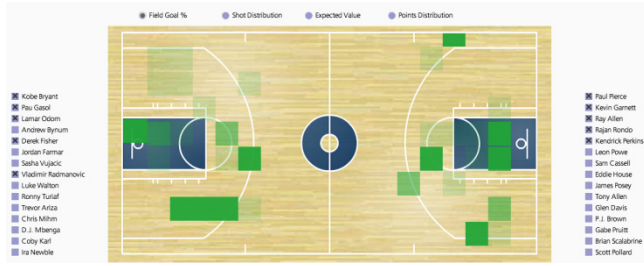 Field Goal %
Shot Distribution
Expected Value
Points Distribution
Kobe Bryant
Pau Gasol
Lamar Odom
Andrew Bynum
Derek Fisher
Jordan Farmar
Sasha Vujacic
Vladimir Radmanovic
Luke Walton
Ronny Turiaf
Trevor Ariza
Chris Mihm
D.J. Mbenga
Coby Karl
Ira Newble
Paul Pierce
Kevin Garnett
Ray Allen
Rajan Rondo
Kendrick Perkins
Leon Powe
Sam Cassell
Eddie House
James Posey
Tony Allen
Glen Davis
P.J. Brown
Gabe Pruitt
Brian Scalabrine
Scott Pollard